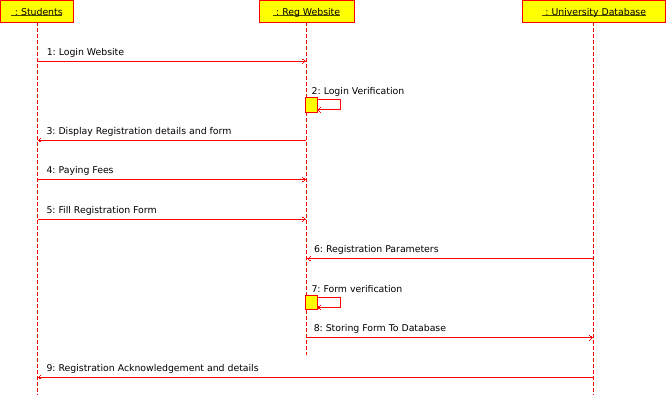 : Students
: Reg Website
: University Database
1: Login Website
2: Login Verification
3: Display Registration details and form
4: Paying Fees
5: Fill Registration Form
6: Registration Parameters
7: Form verification
8: Storing Form To Database
9: Registration Acknowledgement and details